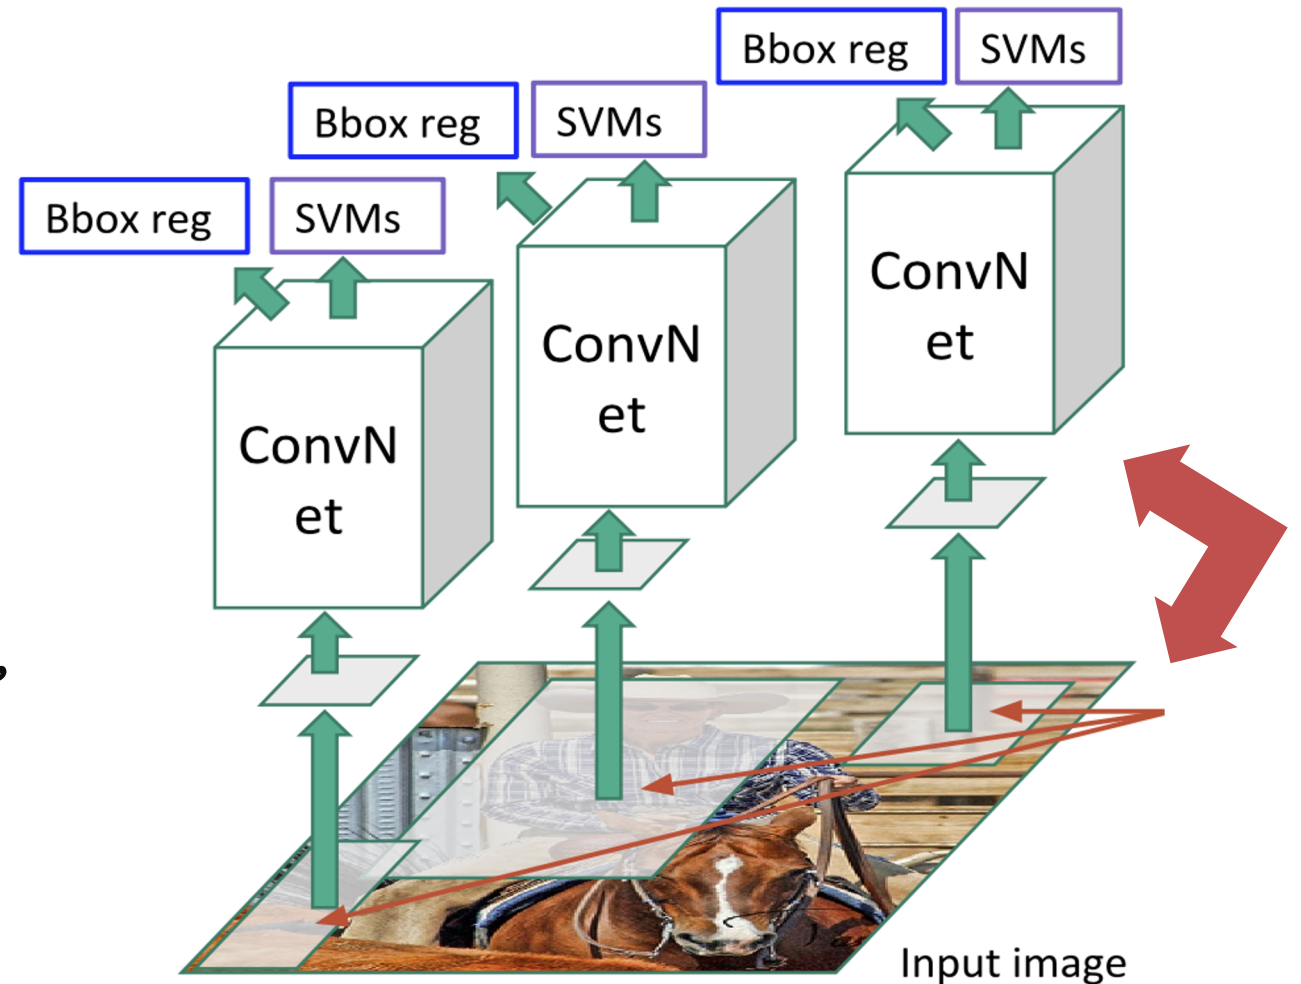 Bbox reg
SVMs
Bbox reg
SVMs
Bbox reg
SVMs
ConvN
et
ConvN
et
ConvN
et
,
Input image